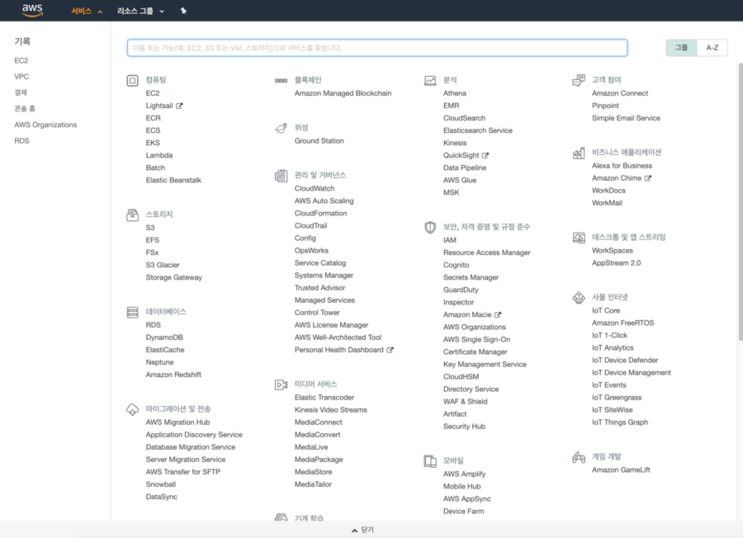 aws
서비스
리소스 그룹
기록
EC2
VPC
결제
콘솔 홈
AWS Organizations
RDS
이름 또는 기능(예: EC2, S3 또는 VM, 스토리지)으로 서비스를 찾습니다.
그룹
A-Z
컴퓨팅
EC2
Lightsail
ECR
ECS
EKS
Lambda
Batch
Elastic Beanstalk
스토리지
S3
EFS
FSx
S3 Glacier
Storage Gateway
데이터베이스
RDS
DynamoDB
ElastiCache
Neptune
Amazon Redshift
마이그레이션 및 전송
AWS Migration Hub
Application Discovery Service
Database Migration Service
Server Migration Service
AWS Transfer for SFTP
Snowball
DataSync
블록체인
Amazon Managed Blockchain
위성
Ground Station
관리 및 거버넌스
CloudWatch
AWS Auto Scaling
CloudFormation
CloudTrail
Config
OpsWorks
Service Catalog
Systems Manager
Trusted Advisor
Managed Services
Control Tower
AWS License Manager
AWS Well-Architected Tool
Personal Health Dashboard
미디어 서비스
Elastic Transcoder
Kinesis Video Streams
MediaConnect
MediaConvert
MediaLive
MediaPackage
MediaStore
MediaTailor
기계 학습
분석
Athena
EMR
CloudSearch
Elasticsearch Service
Kinesis
QuickSight
Data Pipeline
AWS Glue
MSK
보안, 자격 증명 및 규정 준수
IAM
Resource Access Manager
Cognito
Secrets Manager
GuardDuty
Inspector
Amazon Macie
AWS Organizations
AWS Single Sign-On
Certificate Manager
Key Management Service
CloudHSM
Directory Service
WAF & Shield
Artifact
Security Hub
모바일
AWS Amplify
Mobile Hub
AWS AppSync
Device Farm
고객 참여
Amazon Connect
Pinpoint
Simple Email Service
비즈니스 애플리케이션
Alexa for Business
Amazon Chime
WorkDocs
WorkMail
데스크톱 및 앱 스트리밍
WorkSpaces
AppStream 2.0
사물 인터넷
IoT Core
Amazon FreeRTOS
IoT 1-Click
IoT Analytics
IoT Device Defender
IoT Device Management
IoT Events
IoT Greengrass
IoT SiteWise
IoT Things Graph
게임 개발
Amazon GameLift
닫기